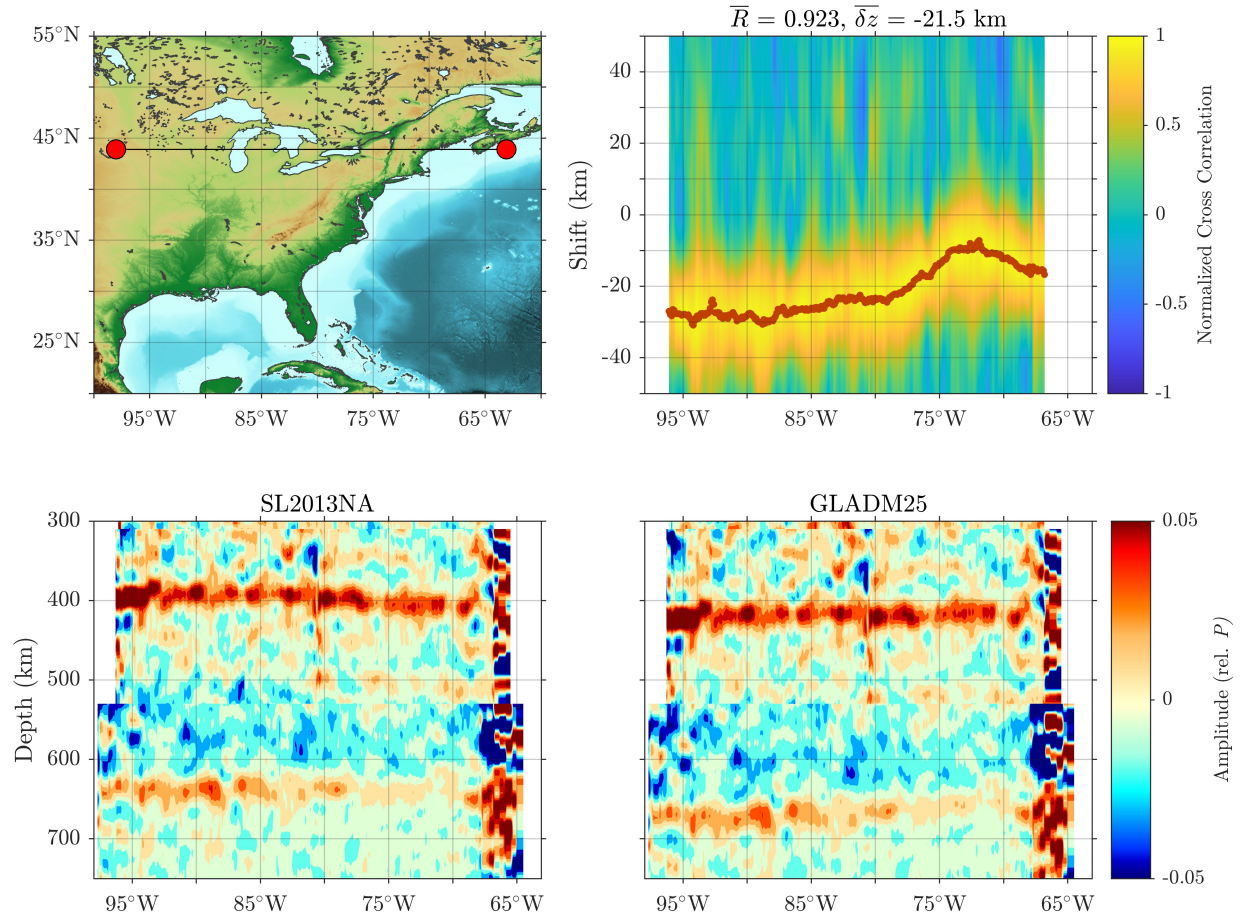 R = 0.923, δz = -21.5 km
55°N
45°N
35°N
25°N
95°W
85°W
75°W
65°W
Shift (km)
40
20
0
-20
-40
95°W
85°W
75°W
65°W
1
0.5
0
-0.5
-1
Normalized Cross Correlation
SL2013NA
Depth (km)
300
400
500
600
700
95°W
85°W
75°W
65°W
GLADM25
95°W
85°W
75°W
65°W
0.05
0
-0.05
Amplitude (rel. P)